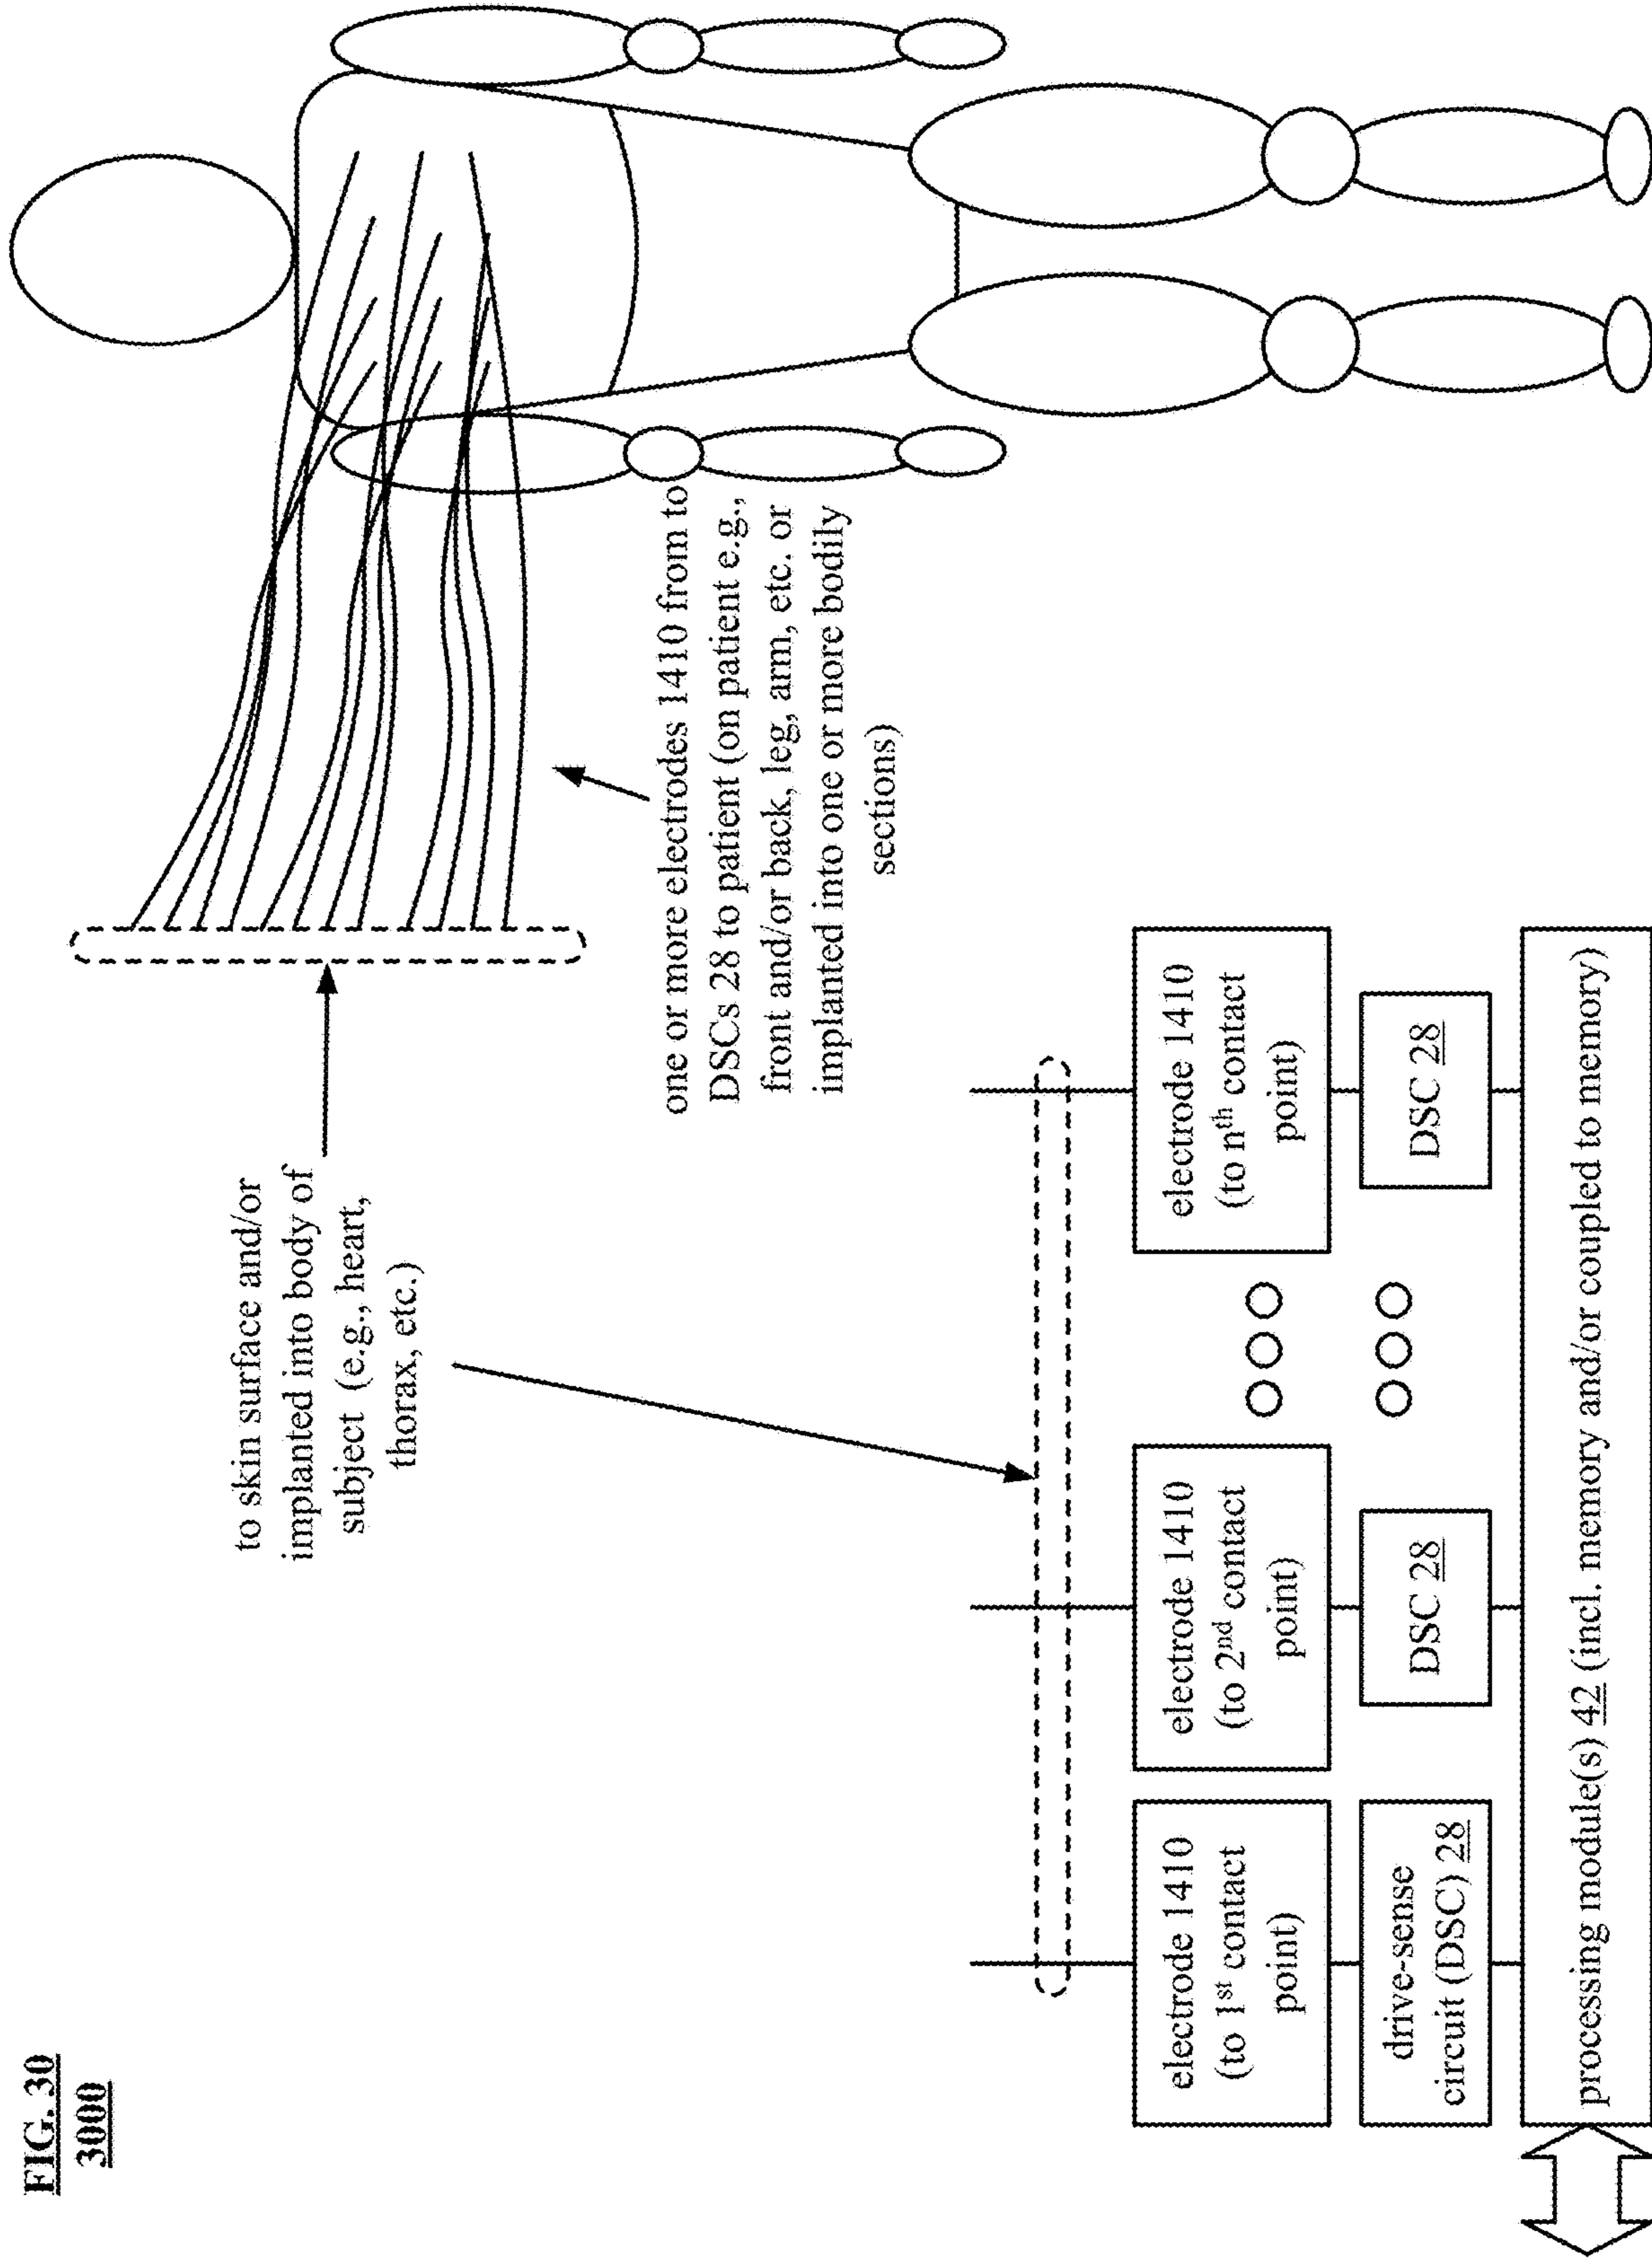 FIG. 30
3000
to skin surface and/or
implanted into body of
subject (e.g., heart,
thorax, etc.)
one or more electrodes 1410 from to
DSCs 28 to patient (on patient e.g.,
front and/or back, leg, arm, etc. or
implanted into one or more bodily
sections)
electrode 1410
(to 1st contact
point)
electrode 1410
(to 2nd contact
point)
electrode 1410
(to nth contact
point)
drive-sense
circuit (DSC) 28
DSC 28
DSC 28
processing module(s) 42 (incl. memory and/or coupled to memory)